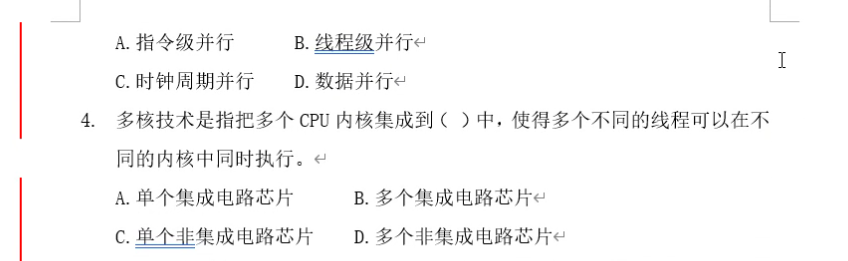 A. 指令级并行 B. 线程级并行
C. 时钟周期并行 D. 数据并行
4. 多核技术是指把多个 CPU 内核集成到（ ）中，使得多个不同的线程可以在不
同的内核中同时执行。
A. 单个集成电路芯片 B. 多个集成电路芯片
C. 单个非集成电路芯片 D. 多个非集成电路芯片